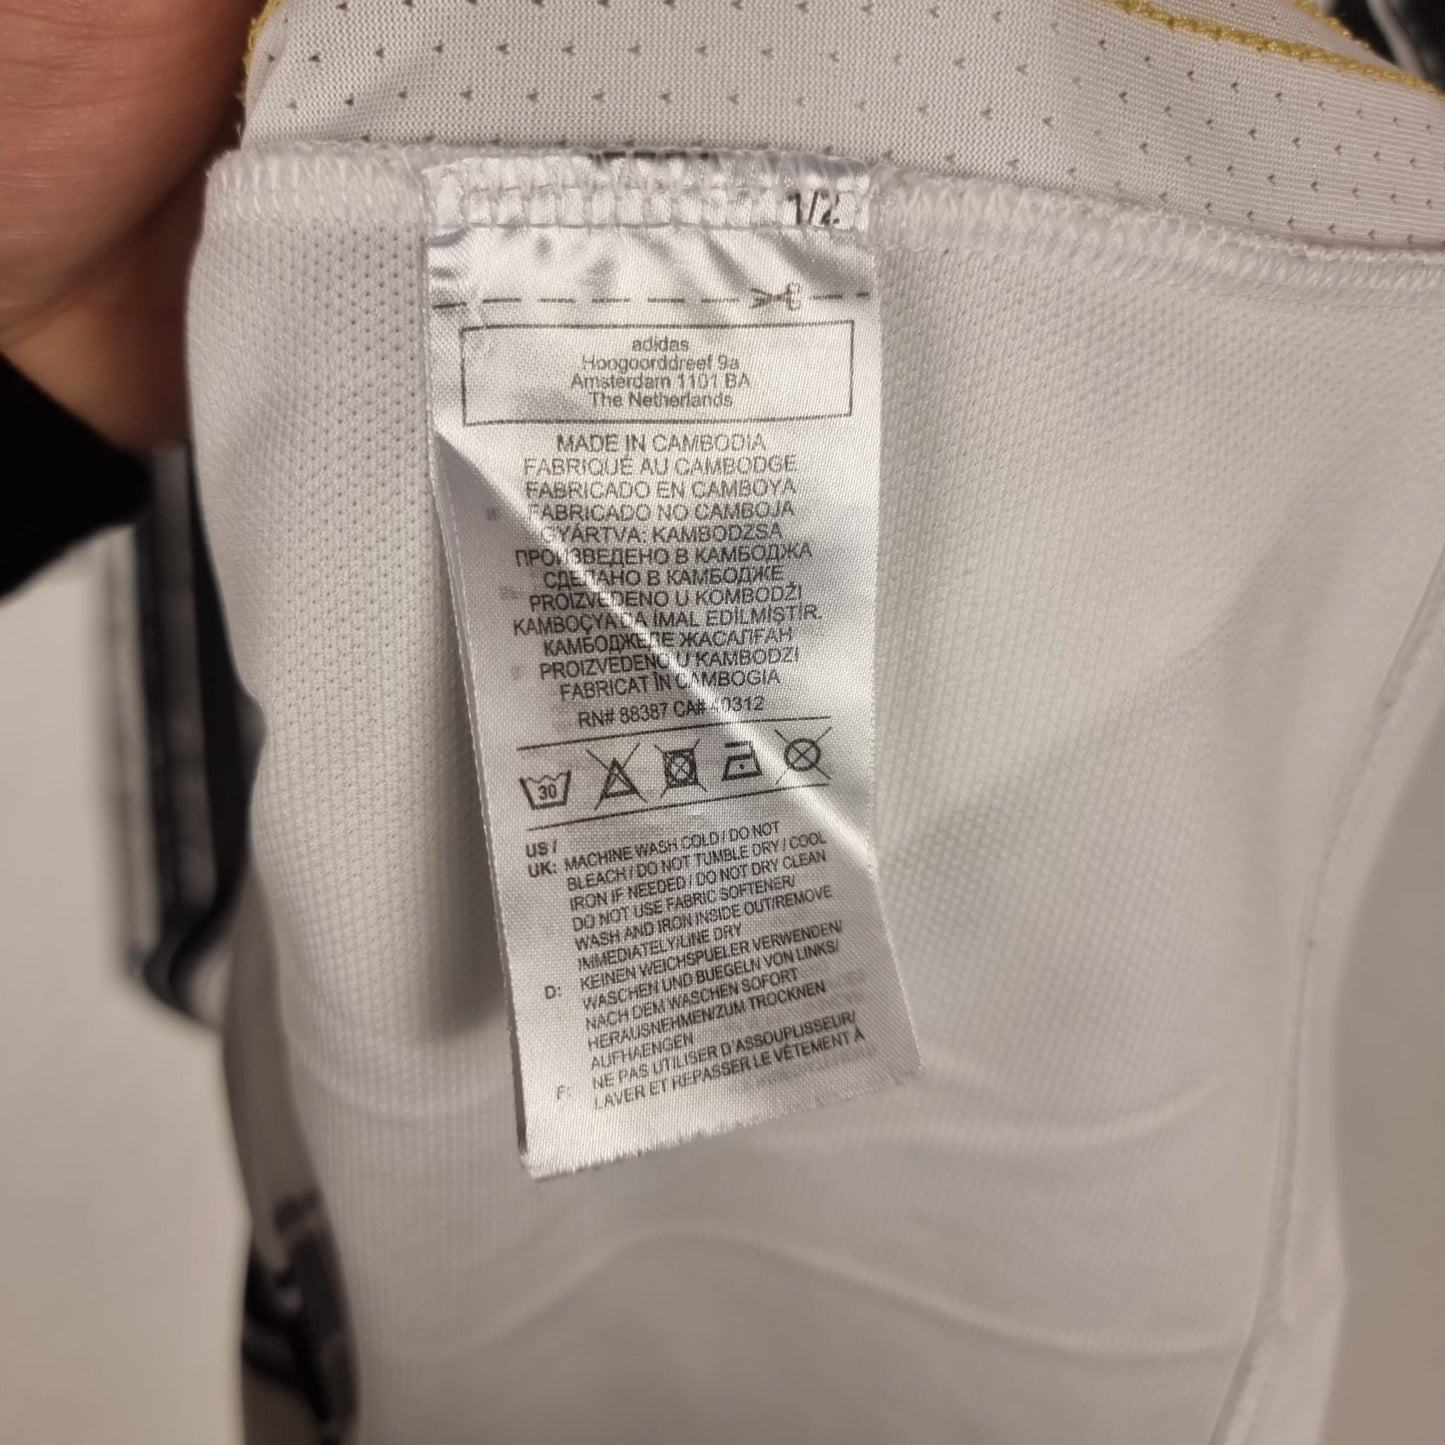 1/2
adidas
Hoogoorddreef 9a
Amsterdam 1101 BA
The Netherlands
MADE IN CAMBODIA
FABRIQUÉ AU CAMBODGE
FABRICADO EN CAMBOYA
FABRICADO NO CAMBOJA
GYÁRTVA: KAMBODZSA
ПРОИЗВЕДЕНО В КАМБОДЖА
СДЕЛАНО В КАМБОДЖЕ
PROIZVEDENO U KOMBODŽI
KAMBOÇYA'DA İMAL EDİLMİŞTİR.
КАМБОДЖЕДЕ ЖАСАЛҒАН
PROIZVEDENO U KAMBODZI
FABRICAT ÎN CAMBOGIA
RN# 88387 CA# 40312
30
US /
UK: MACHINE WASH COLD / DO NOT
BLEACH / DO NOT TUMBLE DRY / COOL
IRON IF NEEDED / DO NOT DRY CLEAN
DO NOT USE FABRIC SOFTENER/
WASH AND IRON INSIDE OUT/REMOVE
IMMEDIATELY/LINE DRY
D: KEINEN WEICHSPUELER VERWENDEN/
WASCHEN UND BUEGELN VON LINKS/
NACH DEM WASCHEN SOFORT
HERAUSNEHMEN/ZUM TROCKNEN
AUFHAENGEN
F: NE PAS UTILISER D'ASSOUPLISSEUR/
LAVER ET REPASSER LE VÊTEMENT À